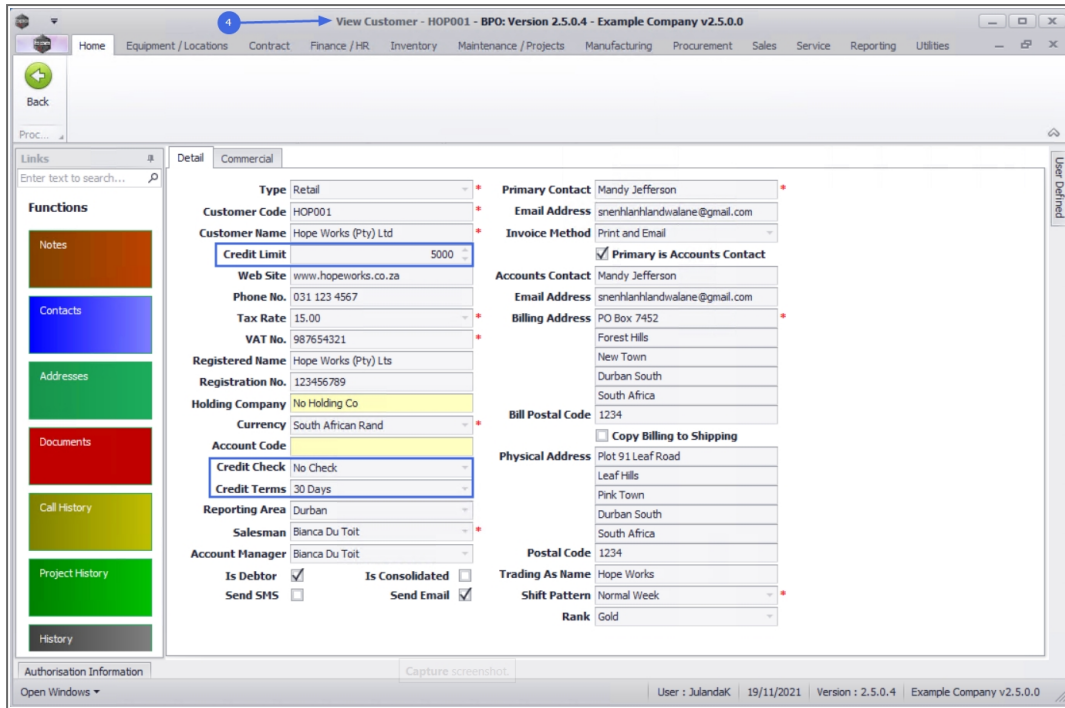 4
View Customer - HOP001 - BPO: Version 2.5.0.4 - Example Company v2.5.0.0
Home Equipment / Locations Contract Finance / HR Inventory Maintenance / Projects Manufacturing Procurement Sales Service Reporting Utilities
Back
Proc...
Links
Enter text to search...
Functions
Notes
Contacts
Addresses
Documents
Call History
Project History
History
Detail Commercial
Type Retail *
Customer Code HOP001 *
Customer Name Hope Works (Pty) Ltd *
Credit Limit 5000
Web Site www.hopeworks.co.za
Phone No. 031 123 4567
Tax Rate 15.00 *
VAT No. 987654321 *
Registered Name Hope Works (Pty) Lts
Registration No. 123456789
Holding Company No Holding Co
Currency South African Rand *
Account Code
Credit Check No Check
Credit Terms 30 Days
Reporting Area Durban
Salesman Bianca Du Toit *
Account Manager Bianca Du Toit
Is Debtor Is Consolidated
Send SMS Send Email
Primary Contact Mandy Jefferson *
Email Address snenhlanhlandwalane@gmail.com
Invoice Method Print and Email
Primary is Accounts Contact
Accounts Contact Mandy Jefferson
Email Address snenhlanhlandwalane@gmail.com
Billing Address PO Box 7452 *
Forest Hills
New Town
Durban South
South Africa
Bill Postal Code 1234
Copy Billing to Shipping
Physical Address Plot 91 Leaf Road
Leaf Hills
Pink Town
Durban South
South Africa
Postal Code 1234
Trading As Name Hope Works
Shift Pattern Normal Week *
Rank Gold
User Defined
Authorisation Information
Capture screenshot.
Open Windows
User : JulandaK 19/11/2021 Version : 2.5.0.4 Example Company v2.5.0.0